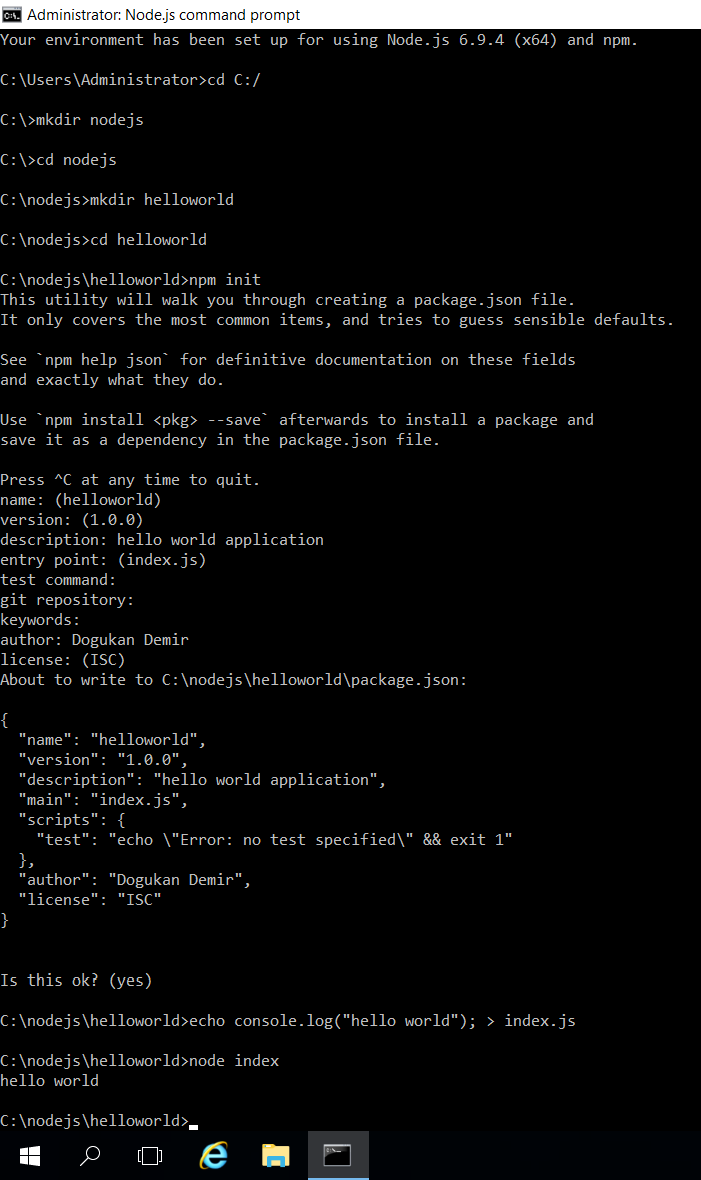 Administrator: Node.js command prompt
Your environment has been set up for using Node.js 6.9.4 (x64) and npm.
C:\Users\Administrator>cd C:/
C:\>mkdir nodejs
C:\>cd nodejs
C:\nodejs>mkdir helloworld
C:\nodejs>cd helloworld
C:\nodejs\helloworld>npm init
This utility will walk you through creating a package.json file.
It only covers the most common items, and tries to guess sensible defaults.
See `npm help json` for definitive documentation on these fields
and exactly what they do.
Use `npm install <pkg> --save` afterwards to install a package and
save it as a dependency in the package.json file.
Press ^C at any time to quit.
name: (helloworld)
version: (1.0.0)
description: hello world application
entry point: (index.js)
test command:
git repository:
keywords:
author: Dogukan Demir
license: (ISC)
About to write to C:\nodejs\helloworld\package.json:
{
  "name": "helloworld",
  "version": "1.0.0",
  "description": "hello world application",
  "main": "index.js",
  "scripts": {
    "test": "echo \"Error: no test specified\" && exit 1"
  },
  "author": "Dogukan Demir",
  "license": "ISC"
}
Is this ok? (yes)
C:\nodejs\helloworld>echo console.log("hello world"); > index.js
C:\nodejs\helloworld>node index
hello world
C:\nodejs\helloworld>